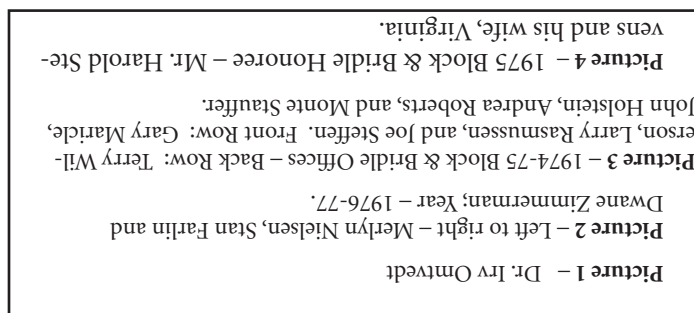 Picture 1 – Dr. Irv Omtvedt
Picture 2 – Left to right – Merlyn Nielsen, Stan Farlin and
Dwane Zimmerman; Year – 1976-77.
Picture 3 – 1974-75 Block & Bridle Offices – Back Row: Terry Wil-
erson, Larry Rasmussen, and Joe Steffen. Front Row: Gary Maricle,
John Holstein, Andrea Roberts, and Monte Stauffer.
Picture 4 – 1975 Block & Bridle Honoree – Mr. Harold Ste-
vens and his wife, Virginia.